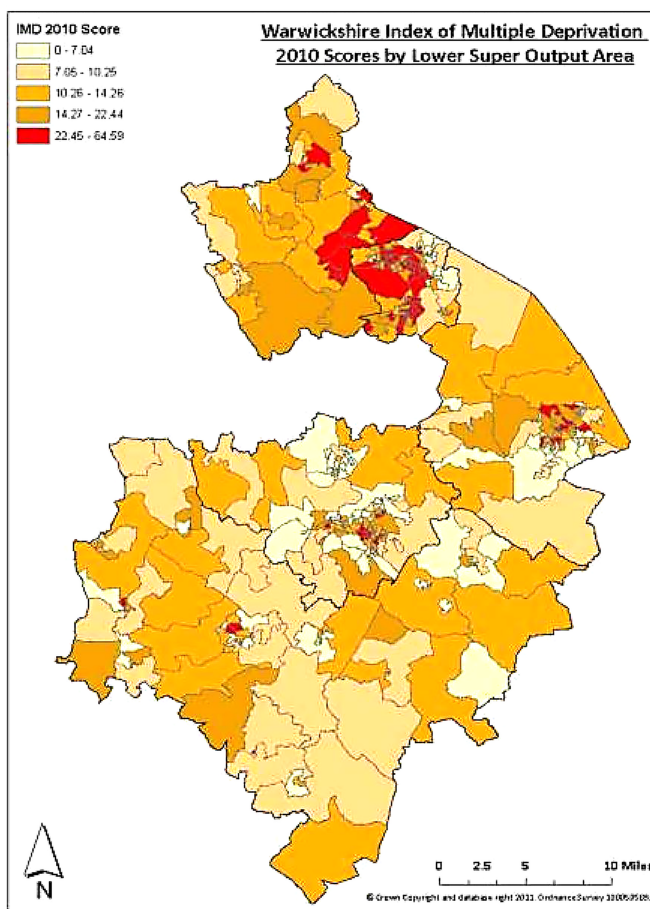 IMD 2010 Score
0 - 7.04
7.05 - 10.25
10.26 - 14.26
14.27 - 22.44
22.45 - 64.59
Warwickshire Index of Multiple Deprivation
2010 Scores by Lower Super Output Area
N
0 2.5 5 10 Miles
© Crown Copyright and database right 2011. Ordnance Survey